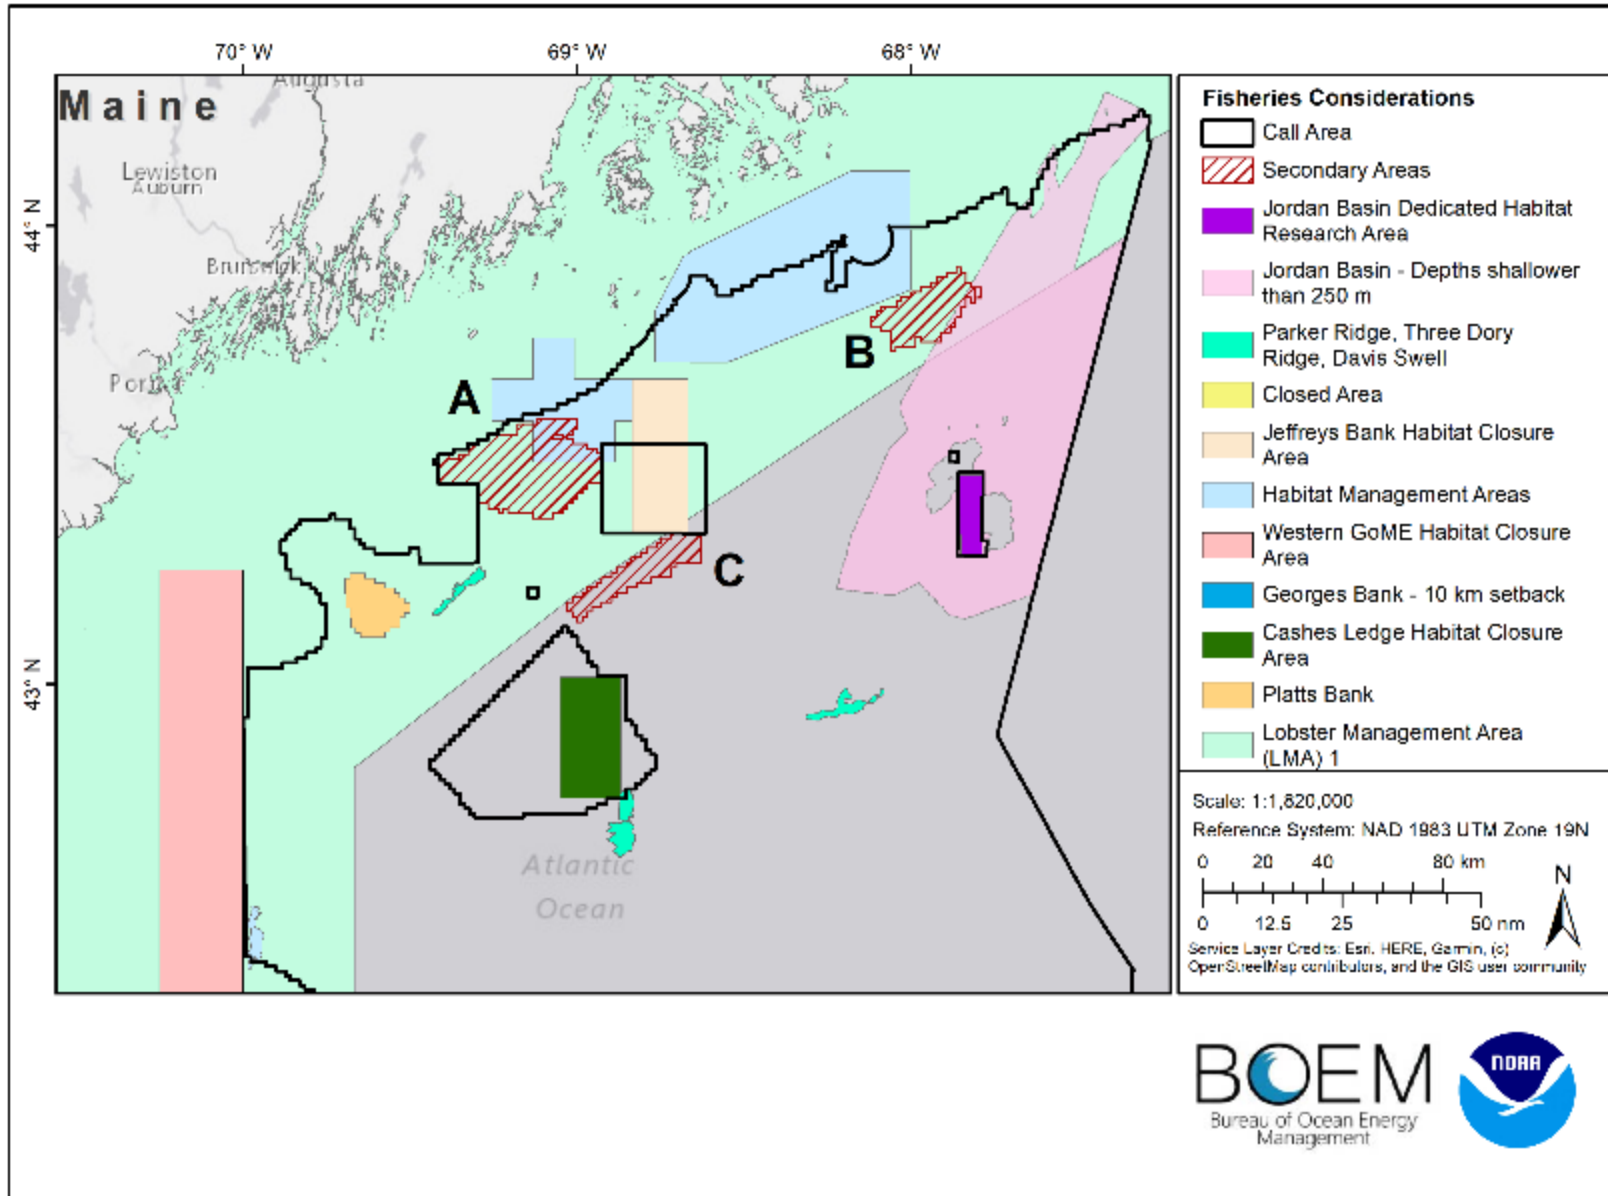 70° W
69° W
68° W
44° N
43° N
Maine
Augusta
Lewiston
Auburn
Brunswick
A
B
C
Atlantic
Ocean
Fisheries Considerations
Call Area
Secondary Areas
Jordan Basin Dedicated Habitat
Research Area
Jordan Basin - Depths shallower
than 250 m
Parker Ridge, Three Dory
Ridge, Davis Swell
Closed Area
Jeffreys Bank Habitat Closure
Area
Habitat Management Areas
Western GoME Habitat Closure
Area
Georges Bank - 10 km setback
Cashes Ledge Habitat Closure
Area
Platts Bank
Lobster Management Area
(LMA) 1
Scale: 1:1,820,000
Reference System: NAD 1983 UTM Zone 19N
0 20 40 80 km
N
0 12.5 25 50 nm
Service Layer Credits: Esri, HERE, Garmin, (c)
OpenStreetMap contributors, and the GIS user community
BOEM
Bureau of Ocean Energy
Management
NOAA